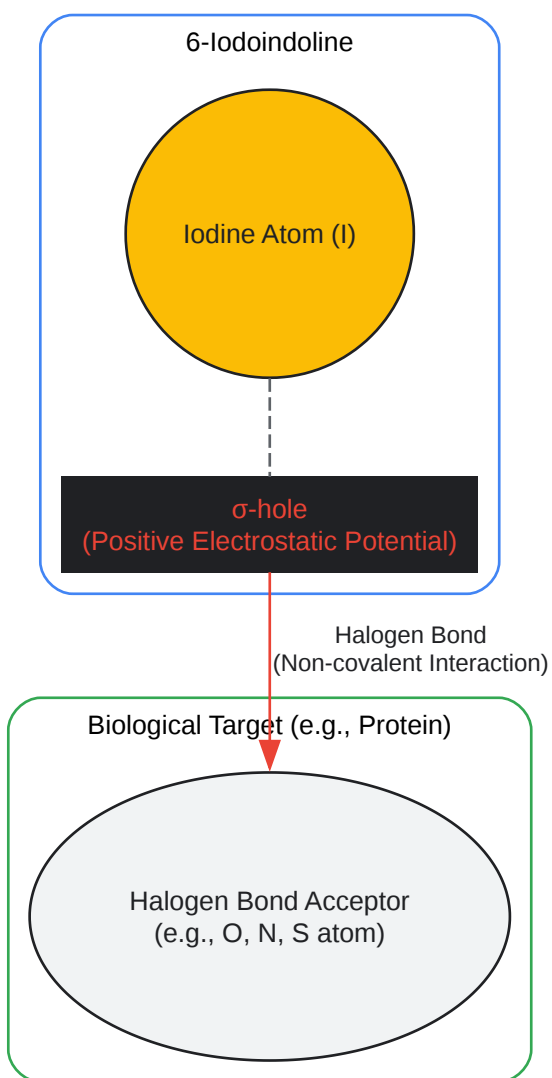 6-Iodoindoline
Iodine Atom (I)
σ-hole
(Positive Electrostatic Potential)
Halogen Bond
(Non-covalent Interaction)
Biological Target (e.g., Protein)
Halogen Bond Acceptor
(e.g., O, N, S atom)